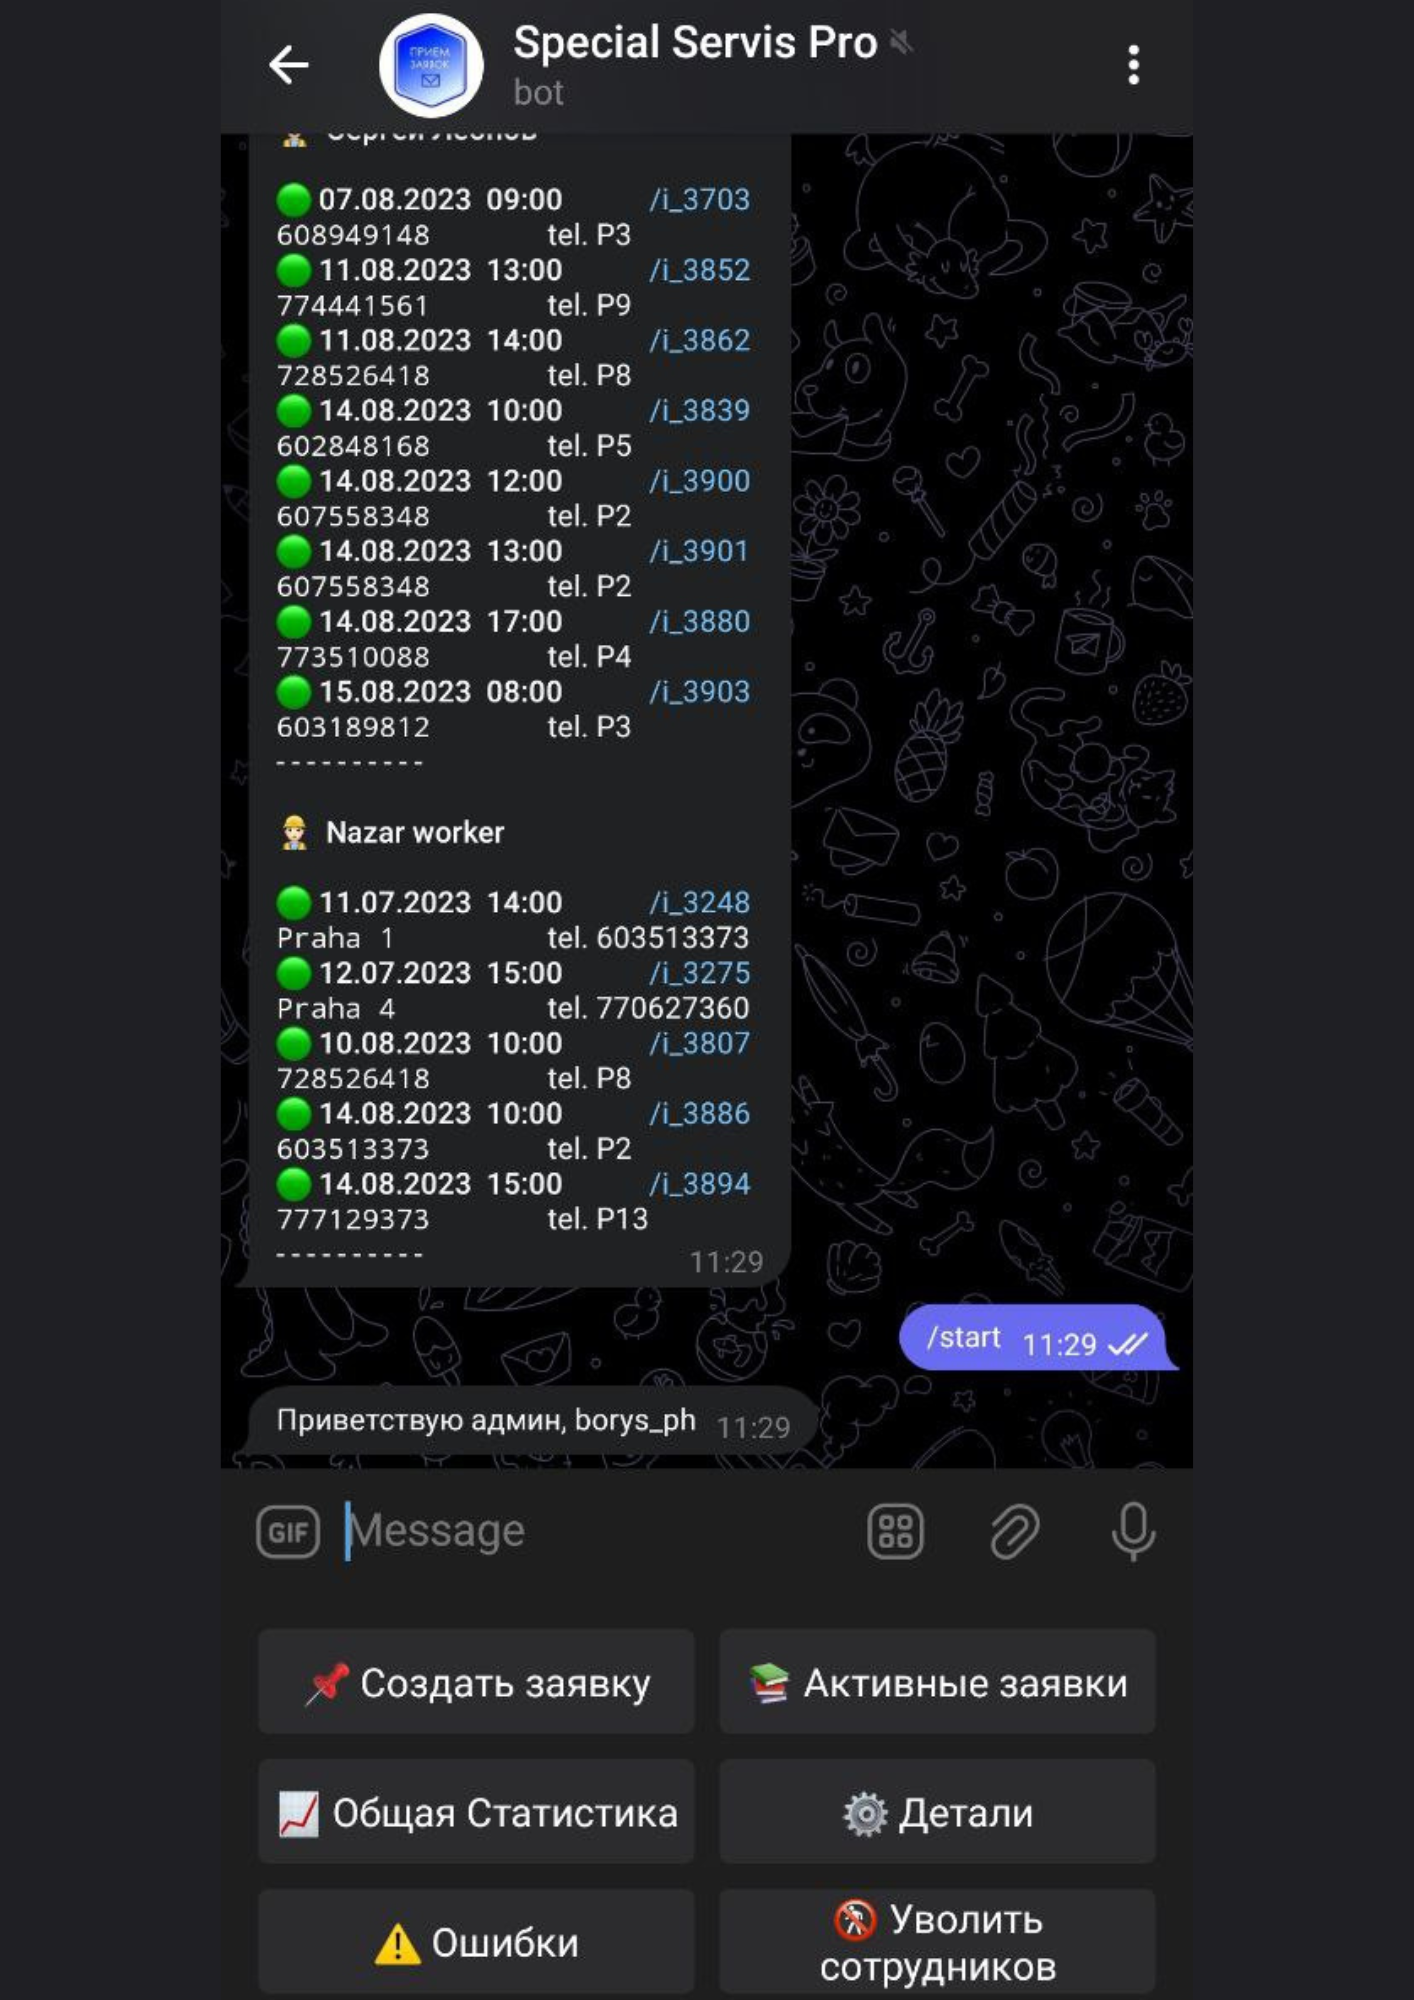 Special Servis Pro
bot
ПРИЕМ
ЗАЯВОК
Сергей Леонов
07.08.2023 09:00 /i_3703
608949148 tel. P3
11.08.2023 13:00 /i_3852
774441561 tel. P9
11.08.2023 14:00 /i_3862
728526418 tel. P8
14.08.2023 10:00 /i_3839
602848168 tel. P5
14.08.2023 12:00 /i_3900
607558348 tel. P2
14.08.2023 13:00 /i_3901
607558348 tel. P2
14.08.2023 17:00 /i_3880
773510088 tel. P4
15.08.2023 08:00 /i_3903
603189812 tel. P3
----------
Nazar worker
11.07.2023 14:00 /i_3248
Praha 1 tel. 603513373
12.07.2023 15:00 /i_3275
Praha 4 tel. 770627360
10.08.2023 10:00 /i_3807
728526418 tel. P8
14.08.2023 10:00 /i_3886
603513373 tel. P2
14.08.2023 15:00 /i_3894
777129373 tel. P13
----------
11:29
/start 11:29
Приветствую админ, borys_ph 11:29
GIF Message
Создать заявку
Активные заявки
Общая Статистика
Детали
Ошибки
Уволить
сотрудников